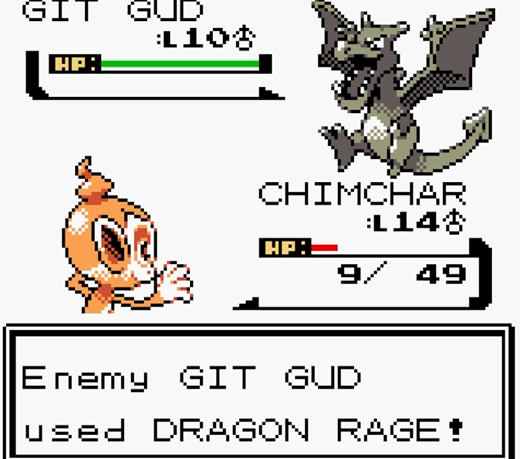 GIT GUD
:L10♂
HP:
CHIMCHAR
:L14♂
HP:
9/ 49
Enemy GIT GUD
used DRAGON RAGE!